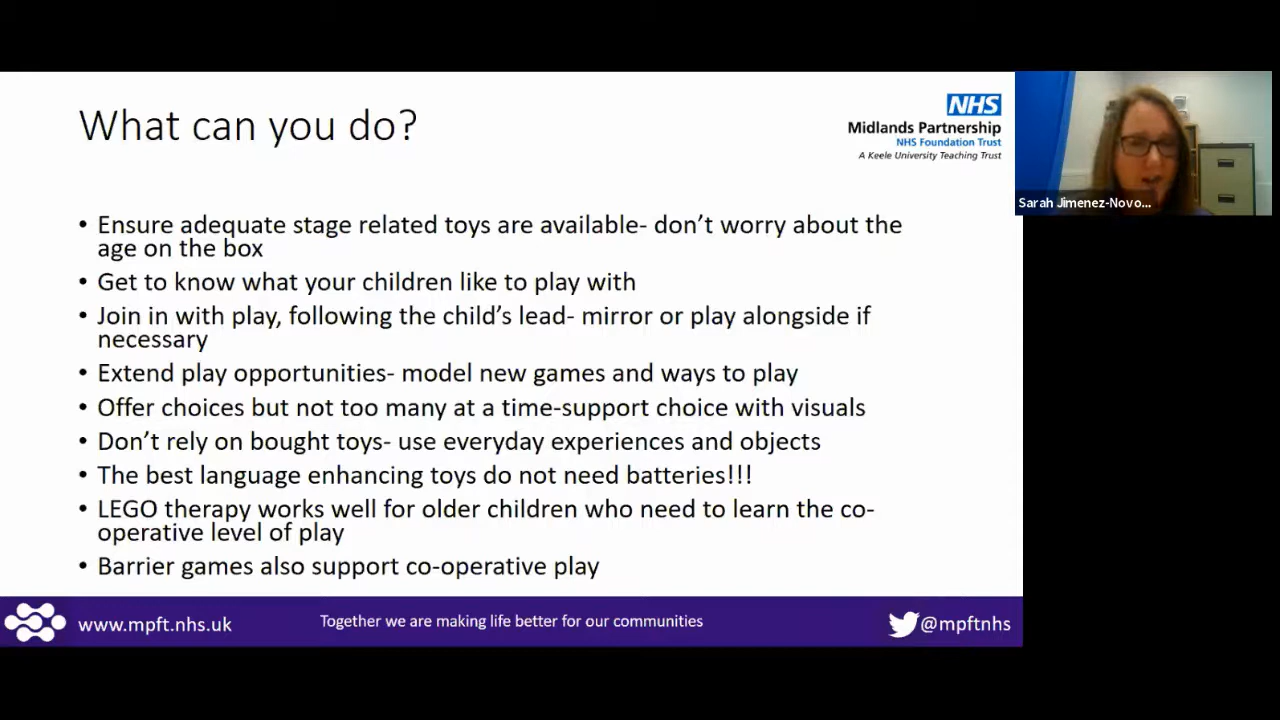 What can you do?
NHS
Midlands Partnership
NHS Foundation Trust
A Keele University Teaching Trust
Sarah Jimenez-Novo...
• Ensure adequate stage related toys are available- don’t worry about the
age on the box
• Get to know what your children like to play with
• Join in with play, following the child’s lead- mirror or play alongside if
necessary
• Extend play opportunities- model new games and ways to play
• Offer choices but not too many at a time-support choice with visuals
• Don’t rely on bought toys- use everyday experiences and objects
• The best language enhancing toys do not need batteries!!!
• LEGO therapy works well for older children who need to learn the co-
operative level of play
• Barrier games also support co-operative play
www.mpft.nhs.uk
Together we are making life better for our communities
@mpftnhs